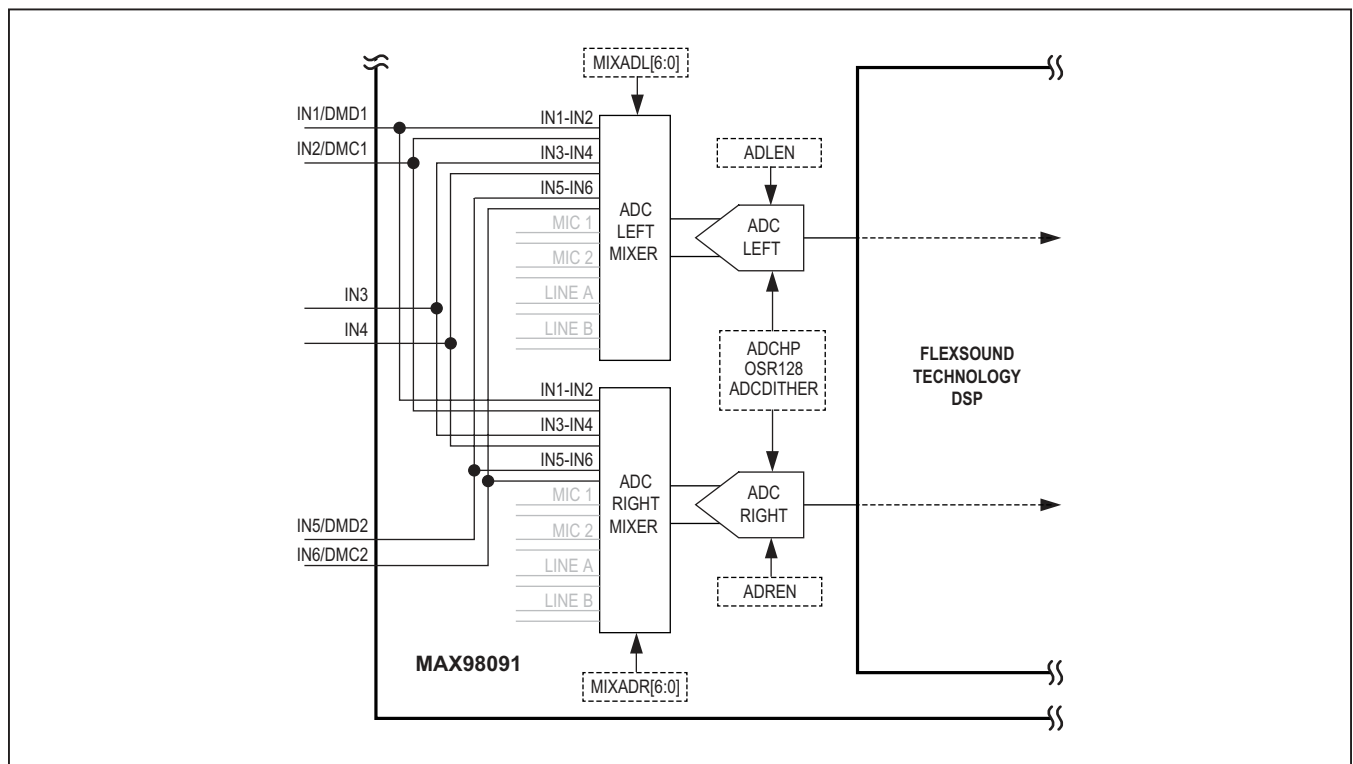 MIXADL[6:0]
IN1/DMD1
IN2/DMC1
IN3
IN4
IN5/DMD2
IN6/DMC2
IN1-IN2
IN3-IN4
IN5-IN6
MIC 1
MIC 2
LINE A
LINE B
ADC
LEFT
MIXER
ADLEN
ADC
LEFT
ADCHP
OSR128
ADCDITHER
FLEXSOUND
TECHNOLOGY
DSP
IN1-IN2
IN3-IN4
IN5-IN6
MIC 1
MIC 2
LINE A
LINE B
ADC
RIGHT
MIXER
ADC
RIGHT
ADREN
MAX98091
MIXADR[6:0]